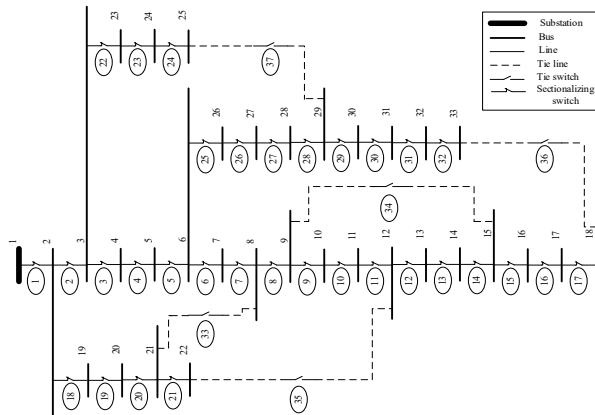 23 24 25
22 23 24 37
Substation
Bus
Line
Tie line
Tie switch
Sectionalizing
switch
26 27 28 29 30 31 32 33
25 26 27 28 29 30 31 32 36
34
1 2 3 4 5 6 7 8 9 10 11 12 13 14 15 16 17 18
1 2 3 4 5 6 7 8 9 10 11 12 13 14 15 16 17
33
19 20 21 22
18 19 20 21 35